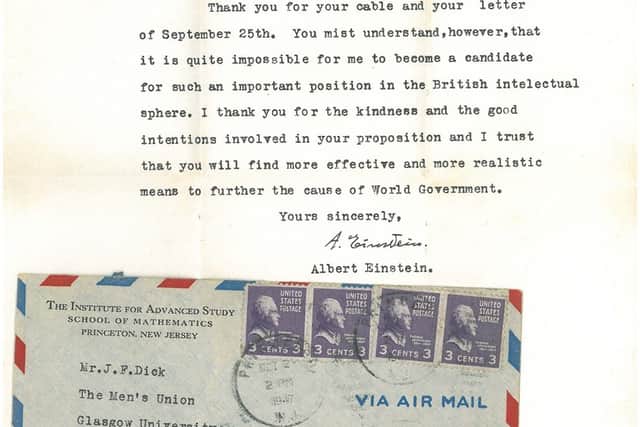 Thank you for your cable and your letter
of September 25th. You mist understand,however,that
it is quite impossible for me to become a candidate
for such an important position in the British intelectual
sphere. I thank you for the kindness and the good
intentions involved in your proposition and I trust
that you will find more effective and more realistic
means to further the cause of World Government.
Yours sincerely,
A. Einstein.
Albert Einstein.
THE INSTITUTE FOR ADVANCED STUDY
SCHOOL OF MATHEMATICS
PRINCETON, NEW JERSEY
UNITED
STATES
POSTAGE
3 CENTS 3
UNITED
STATES
POSTAGE
3 CENTS 3
UNITED
STATES
POSTAGE
3 CENTS 3
UNITED
STATES
POSTAGE
3 CENTS 3
Mr.J.F.Dick
The Men's Union
Glasgow University
VIA AIR MAIL